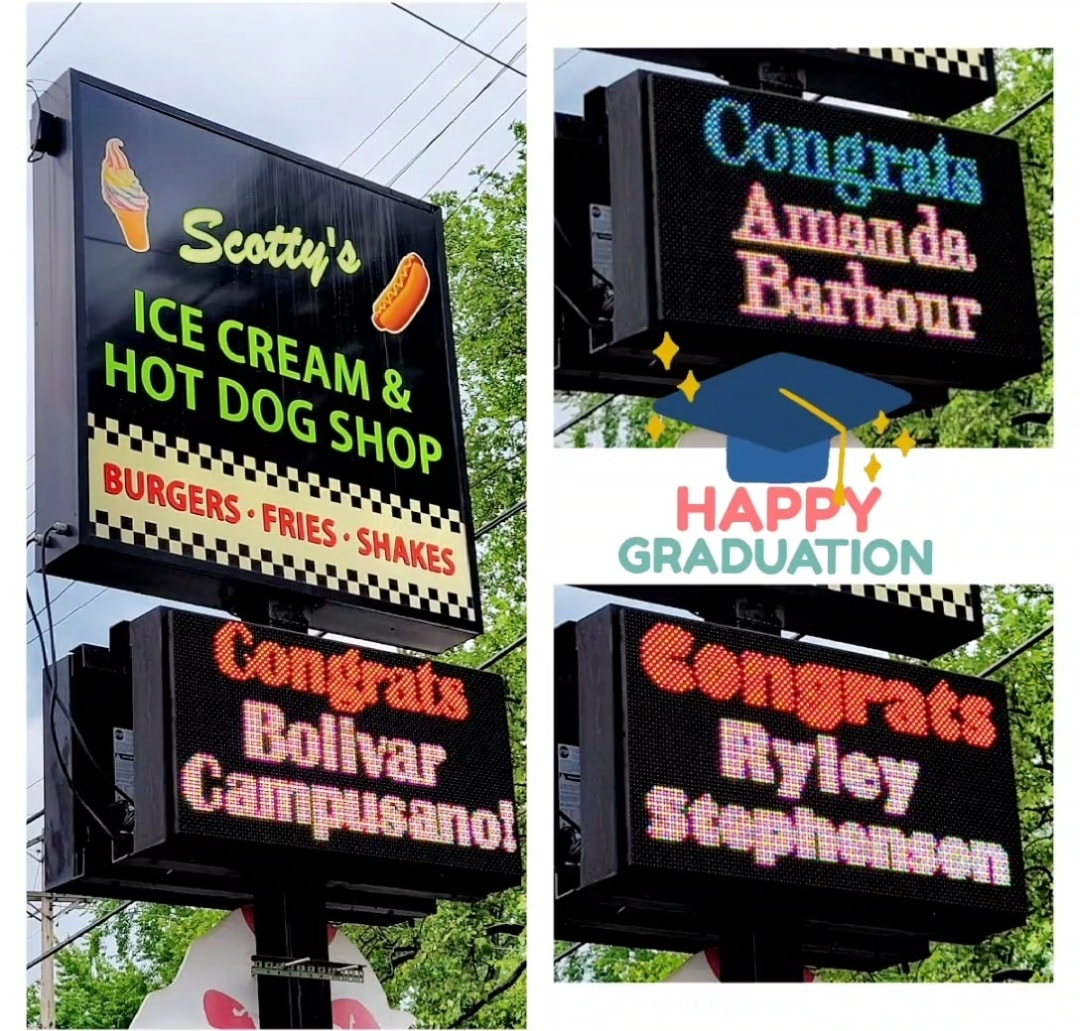 Scotty's
ICE CREAM &
HOT DOG SHOP
BURGERS · FRIES · SHAKES
Congrats
Bolivar
Campusano!
Congrats
Amanda
Barbour
HAPPY
GRADUATION
Congrats
Ryley
Stephenson